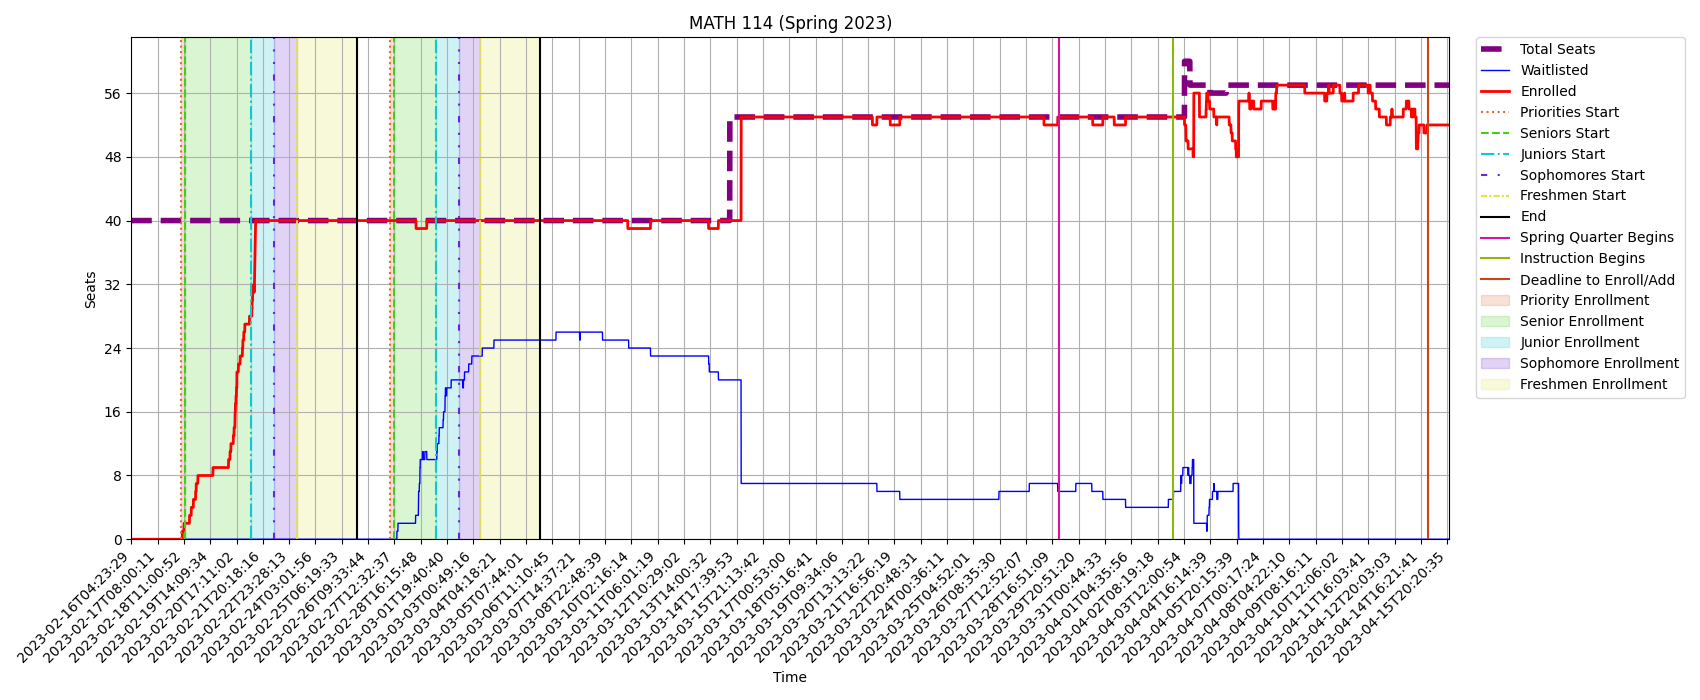 MATH 114 (Spring 2023)
Seats
56
48
40
32
24
16
8
0
2023-02-16T04:23:29
2023-02-17T08:00:11
2023-02-18T11:00:52
2023-02-19T14:09:34
2023-02-20T17:11:02
2023-02-21T20:18:16
2023-02-22T23:28:13
2023-02-24T03:01:56
2023-02-25T06:19:33
2023-02-26T09:33:44
2023-02-27T12:32:37
2023-02-28T16:15:48
2023-03-01T19:40:40
2023-03-03T00:49:16
2023-03-04T04:18:21
2023-03-05T07:44:01
2023-03-06T11:10:45
2023-03-07T14:37:21
2023-03-08T22:48:39
2023-03-10T02:16:14
2023-03-11T06:01:19
2023-03-12T10:29:02
2023-03-13T14:00:32
2023-03-14T17:39:53
2023-03-15T21:13:42
2023-03-17T00:53:00
2023-03-18T05:16:41
2023-03-19T09:34:06
2023-03-20T13:13:22
2023-03-21T16:56:19
2023-03-22T20:48:31
2023-03-24T00:36:11
2023-03-25T04:52:01
2023-03-26T08:35:30
2023-03-27T12:52:07
2023-03-28T16:51:09
2023-03-29T20:51:20
2023-03-31T00:44:33
2023-04-01T04:35:56
2023-04-02T08:19:18
2023-04-03T12:00:54
2023-04-04T16:14:39
2023-04-05T20:15:39
2023-04-07T00:17:24
2023-04-08T04:22:10
2023-04-09T08:16:11
2023-04-10T12:06:02
2023-04-11T16:03:41
2023-04-12T20:03:03
2023-04-14T16:21:41
2023-04-15T20:20:35
Time
Total Seats
Waitlisted
Enrolled
Priorities Start
Seniors Start
Juniors Start
Sophomores Start
Freshmen Start
End
Spring Quarter Begins
Instruction Begins
Deadline to Enroll/Add
Priority Enrollment
Senior Enrollment
Junior Enrollment
Sophomore Enrollment
Freshmen Enrollment